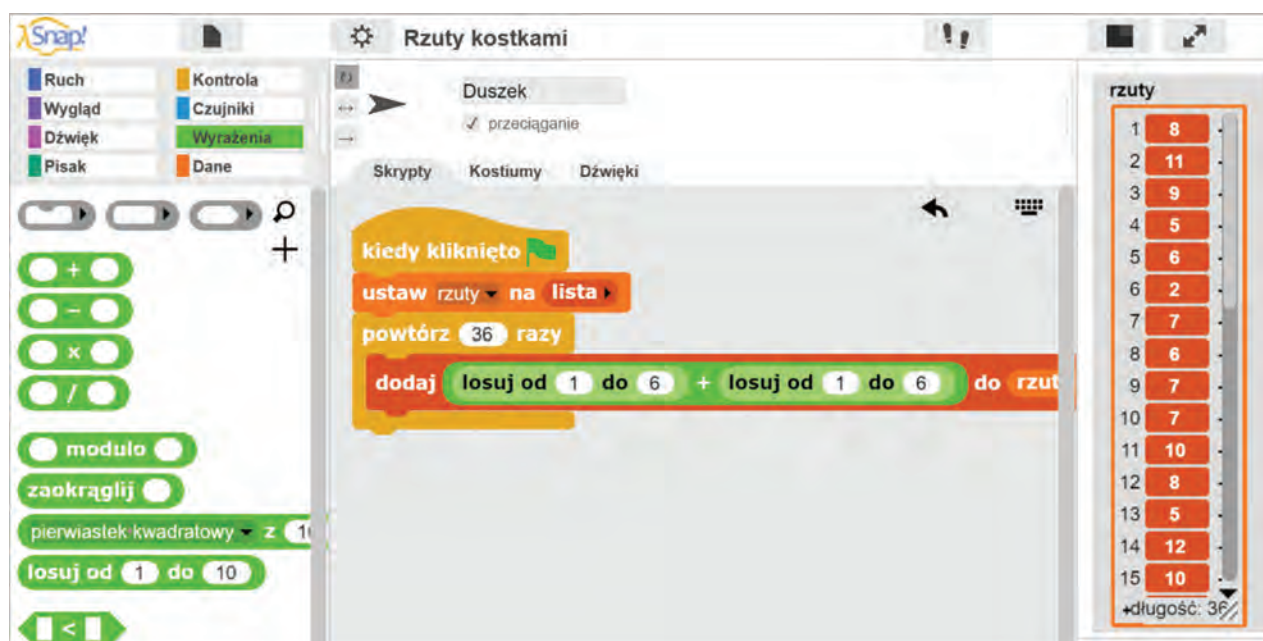 Snap!
Rzuty kostkami
Ruch
Kontrola
Wygląd
Czujniki
Dźwięk
Wyrażenia
Pisak
Dane
+
−
×
/
modulo
zaokrąglij
pierwiastek kwadratowy z 10
losuj od 1 do 10
<
Duszek
przeciąganie
Skrypty Kostiumy Dźwięki
kiedy kliknięto
ustaw rzuty na lista
powtórz 36 razy
dodaj losuj od 1 do 6 + losuj od 1 do 6 do rzut
rzuty
1 8
2 11
3 9
4 5
5 6
6 2
7 7
8 6
9 7
10 7
11 10
12 8
13 5
14 12
15 10
+ długość: 36